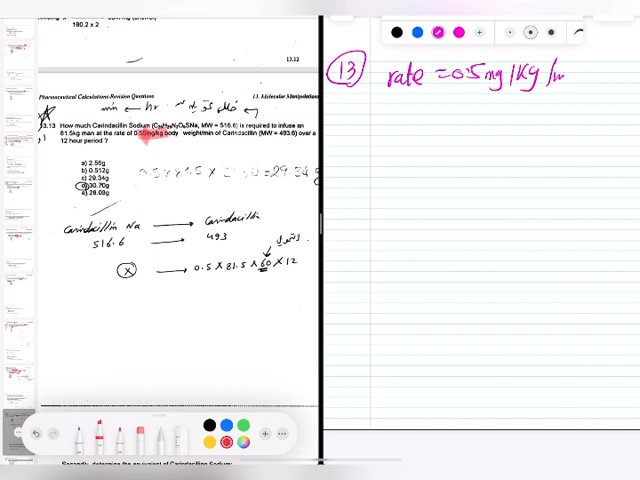 180.2 x 2
13.12
Pharmaceutical Calculations-Revision Questions
13. Molecular Manipulations
min hr
13.13 How much Carindacillin Sodium (C₂₆H₂₅N₂O₆SNa, MW = 516.6) is required to infuse an
81.5kg man at the rate of 0.50mg/kg body weight/min of Carindacillin (MW = 493.6) over a
12 hour period ?
a) 2.56g
b) 0.512g
c) 29.34g
d) 30.70g
e) 28.03g
0.5 x 81.5 x 60 = 29.34 g
Carindacillin Na → Carindacillin
516.6 → 493
X → 0.5 x 81.5 x 60 x 12
Secondly, determine the equivalent of Carindacillin Sodium:
13 rate = 0.5 mg / Kg / m